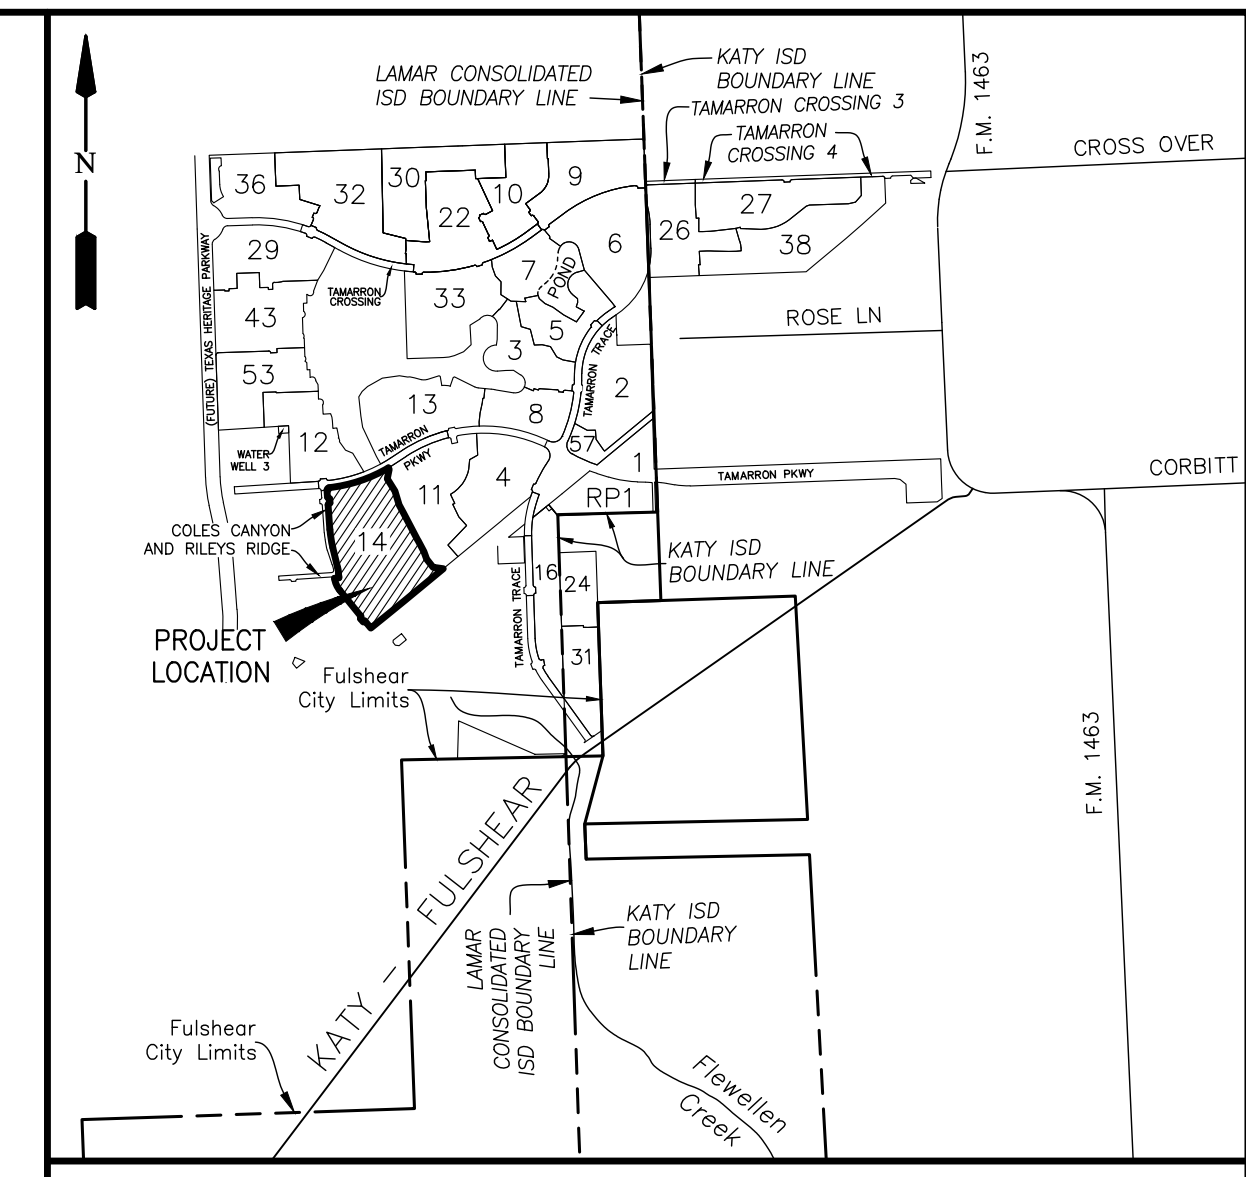 N
LAMAR CONSOLIDATED
ISD BOUNDARY LINE
KATY ISD
BOUNDARY LINE
TAMARRON CROSSING 3
TAMARRON
CROSSING 4
F.M. 1463
CROSS OVER
36
32
30
22
10
9
6
26
27
38
29
7
POND
TAMARRON
CROSSING
33
43
5
3
ROSE LN
(FUTURE) TEXAS HERITAGE PARKWAY
TAMARRON TRACE
53
2
13
8
12
WATER
WELL 3
TAMARRON
PKWY
57
1
4
11
RP1
TAMARRON PKWY
CORBITT
COLES CANYON
AND RILEYS RIDGE
14
KATY ISD
BOUNDARY LINE
16
24
31
TAMARRON TRACE
PROJECT
LOCATION
Fulshear
City Limits
F.M. 1463
KATY - FULSHEAR
LAMAR
CONSOLIDATED
ISD BOUNDARY
LINE
KATY ISD
BOUNDARY
LINE
Fulshear
City Limits
Flewellen
Creek